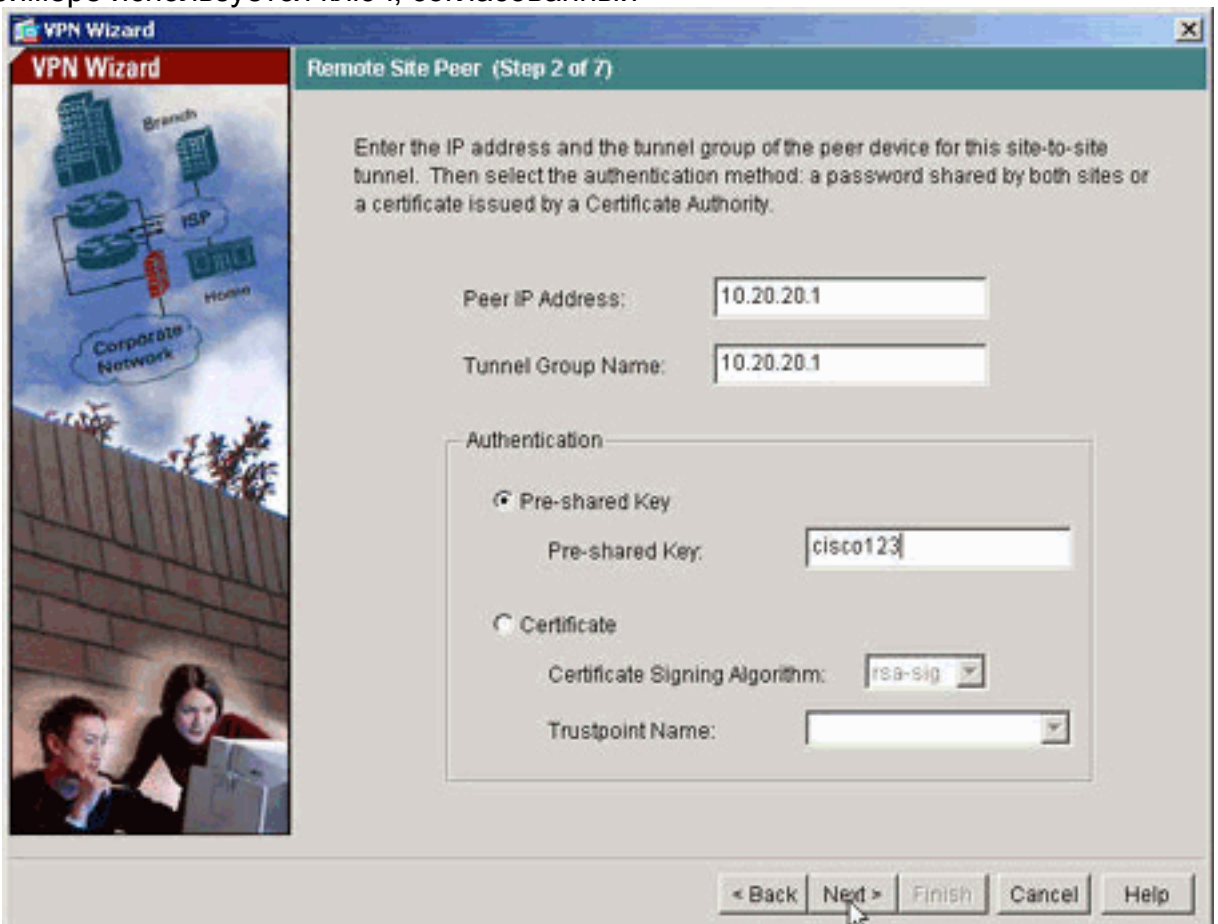 VPN Wizard
VPN Wizard
Remote Site Peer (Step 2 of 7)
Branch
ISP
Home
Corporate
Network
Enter the IP address and the tunnel group of the peer device for this site-to-site
tunnel. Then select the authentication method: a password shared by both sites or
a certificate issued by a Certificate Authority.
Peer IP Address: 10.20.20.1
Tunnel Group Name: 10.20.20.1
Authentication
Pre-shared Key
Pre-shared Key: cisco123
Certificate
Certificate Signing Algorithm: rsa-sig
Trustpoint Name:
< Back Next > Finish Cancel Help